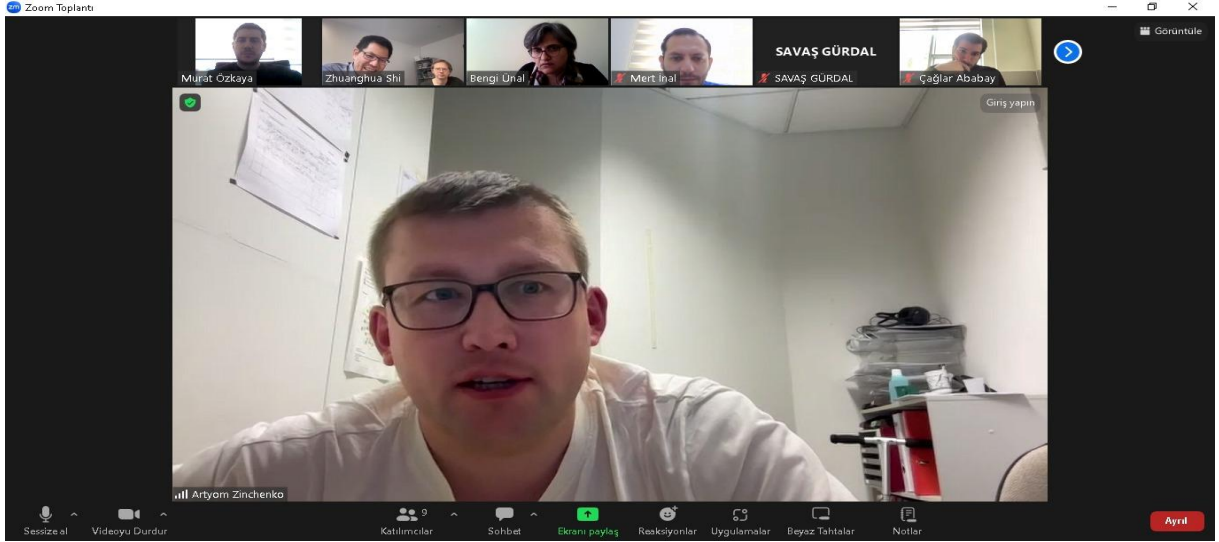 zm Zoom Toplantı
Görüntüle
Murat Özkaya
Zhuanghua Shi
Bengi Ünal
Mert İnal
SAVAŞ GÜRDAL
SAVAŞ GÜRDAL
Çağlar Ababay
Giriş yapın
Artyom Zinchenko
Sessize al
Videoyu Durdur
9
Katılımcılar
Sohbet
Ekranı paylaş
Reaksiyonlar
Uygulamalar
Beyaz Tahtalar
Notlar
Ayrıl